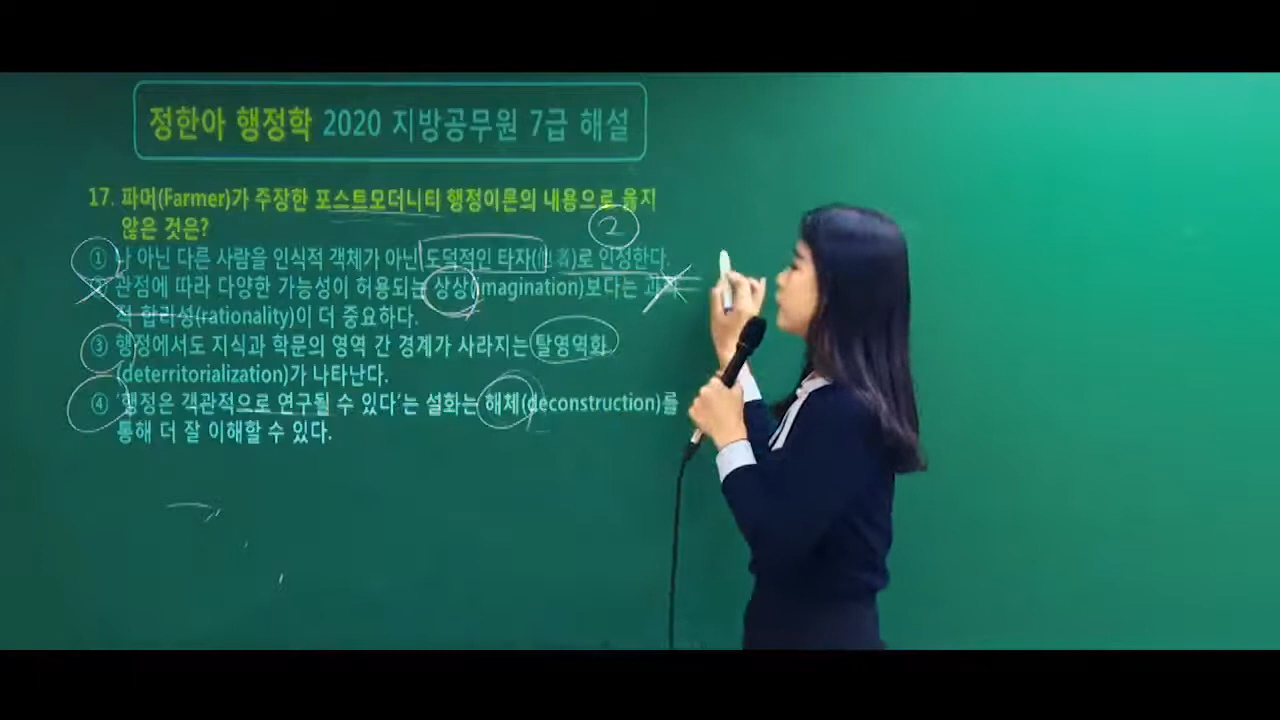 정한아 행정학 2020 지방공무원 7급 해설
17. 파머(Farmer)가 주장한 포스트모더니티 행정이론의 내용으로 옳지
않은 것은?
②
① 나 아닌 다른 사람을 인식적 객체가 아닌 도덕적인 타자(他者)로 인정한다.
② 관점에 따라 다양한 가능성이 허용되는 상상(imagination)보다는 과
적 합리성(rationality)이 더 중요하다.
③ 행정에서도 지식과 학문의 영역 간 경계가 사라지는 탈영역화
(deterritorialization)가 나타난다.
④ '행정은 객관적으로 연구될 수 있다'는 설화는 해체(deconstruction)를
통해 더 잘 이해할 수 있다.